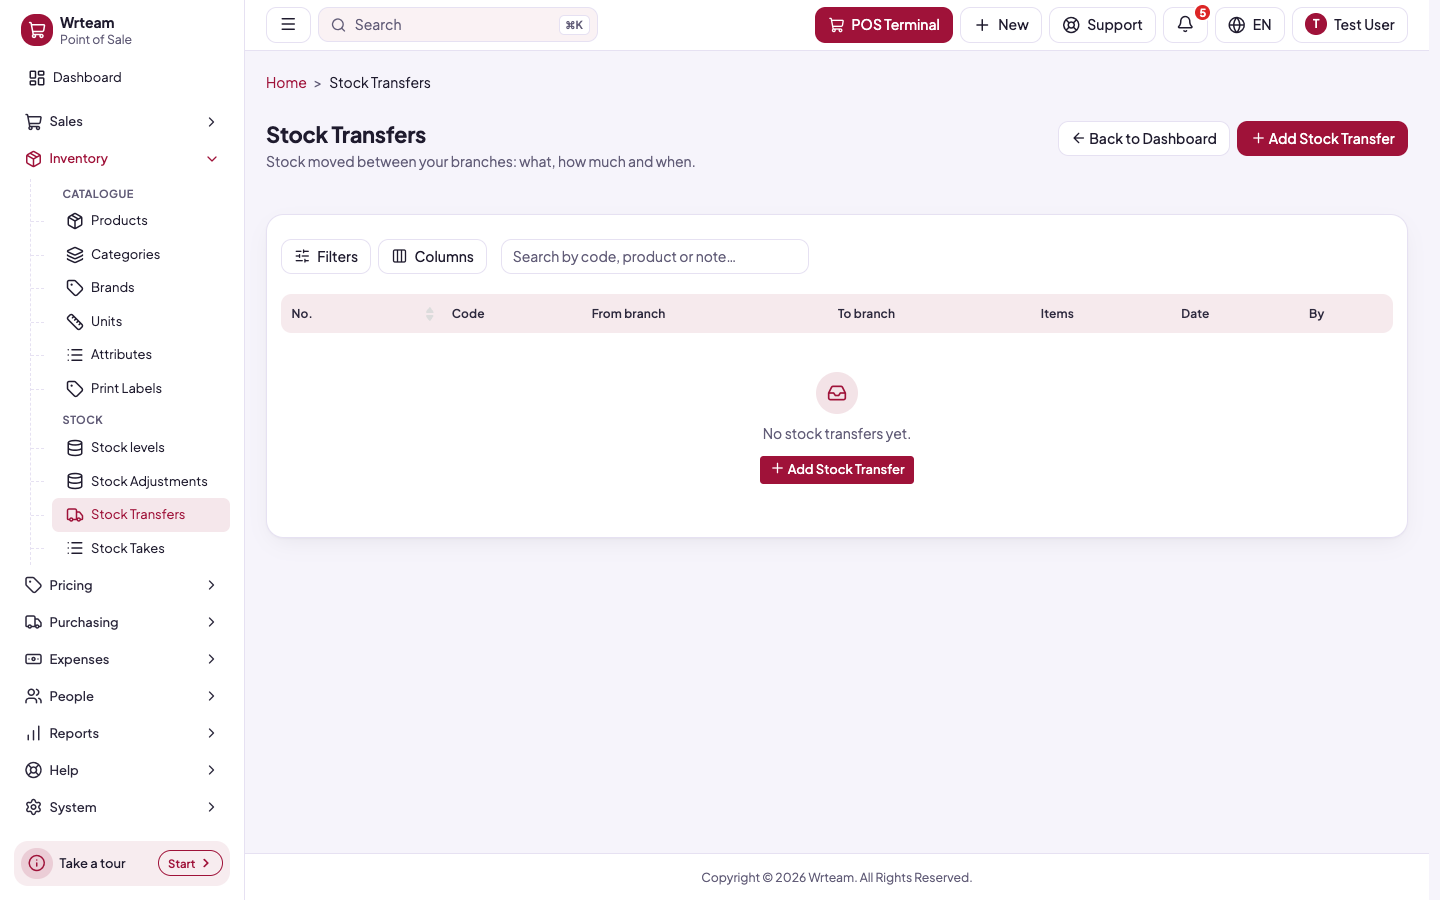 Wrteam
Point of Sale
Search
⌘K
POS Terminal
New
Support
5
EN
T
Test User
Dashboard
Sales
Inventory
CATALOGUE
Products
Categories
Brands
Units
Attributes
Print Labels
STOCK
Stock levels
Stock Adjustments
Stock Transfers
Stock Takes
Pricing
Purchasing
Expenses
People
Reports
Help
System
Take a tour
Start
Home > Stock Transfers
Stock Transfers
Stock moved between your branches: what, how much and when.
Back to Dashboard
Add Stock Transfer
Filters
Columns
Search by code, product or note...
No. Code From branch To branch Items Date By
No stock transfers yet.
Add Stock Transfer
Copyright © 2026 Wrteam. All Rights Reserved.